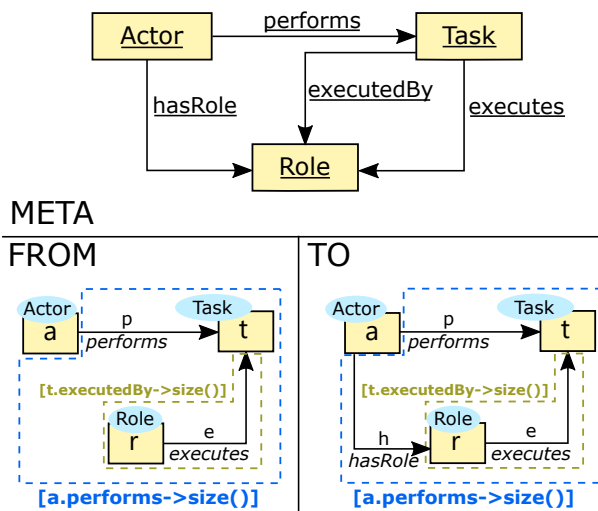 performs
Actor
Task
hasRole
executedBy
executes
Role
META
FROM
TO
Actor
a
p
performs
Task
t
[t.executedBy->size()]
Role
r
e
executes
[a.performs->size()]
Actor
a
p
performs
Task
t
[t.executedBy->size()]
h
hasRole
Role
r
e
executes
[a.performs->size()]